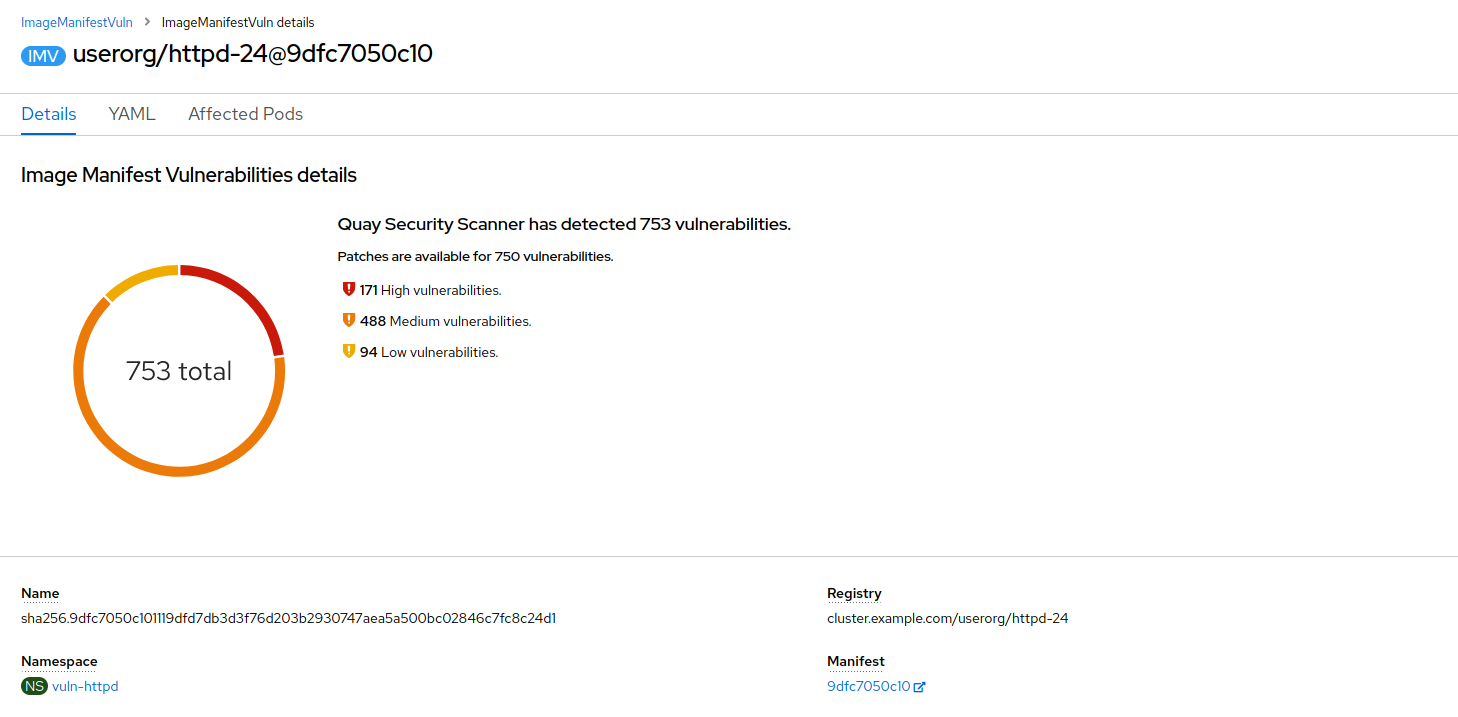 ImageManifestVuln > ImageManifestVuln details
IMV userorg/httpd-24@9dfc7050c10
Details YAML Affected Pods
Image Manifest Vulnerabilities details
Quay Security Scanner has detected 753 vulnerabilities.
Patches are available for 750 vulnerabilities.
171 High vulnerabilities.
488 Medium vulnerabilities.
94 Low vulnerabilities.
753 total
Name
sha256.9dfc7050c101119dfd7db3d3f76d203b2930747aea5a500bc02846c7fc8c24d1
Registry
cluster.example.com/userorg/httpd-24
Namespace
NS vuln-httpd
Manifest
9dfc7050c10